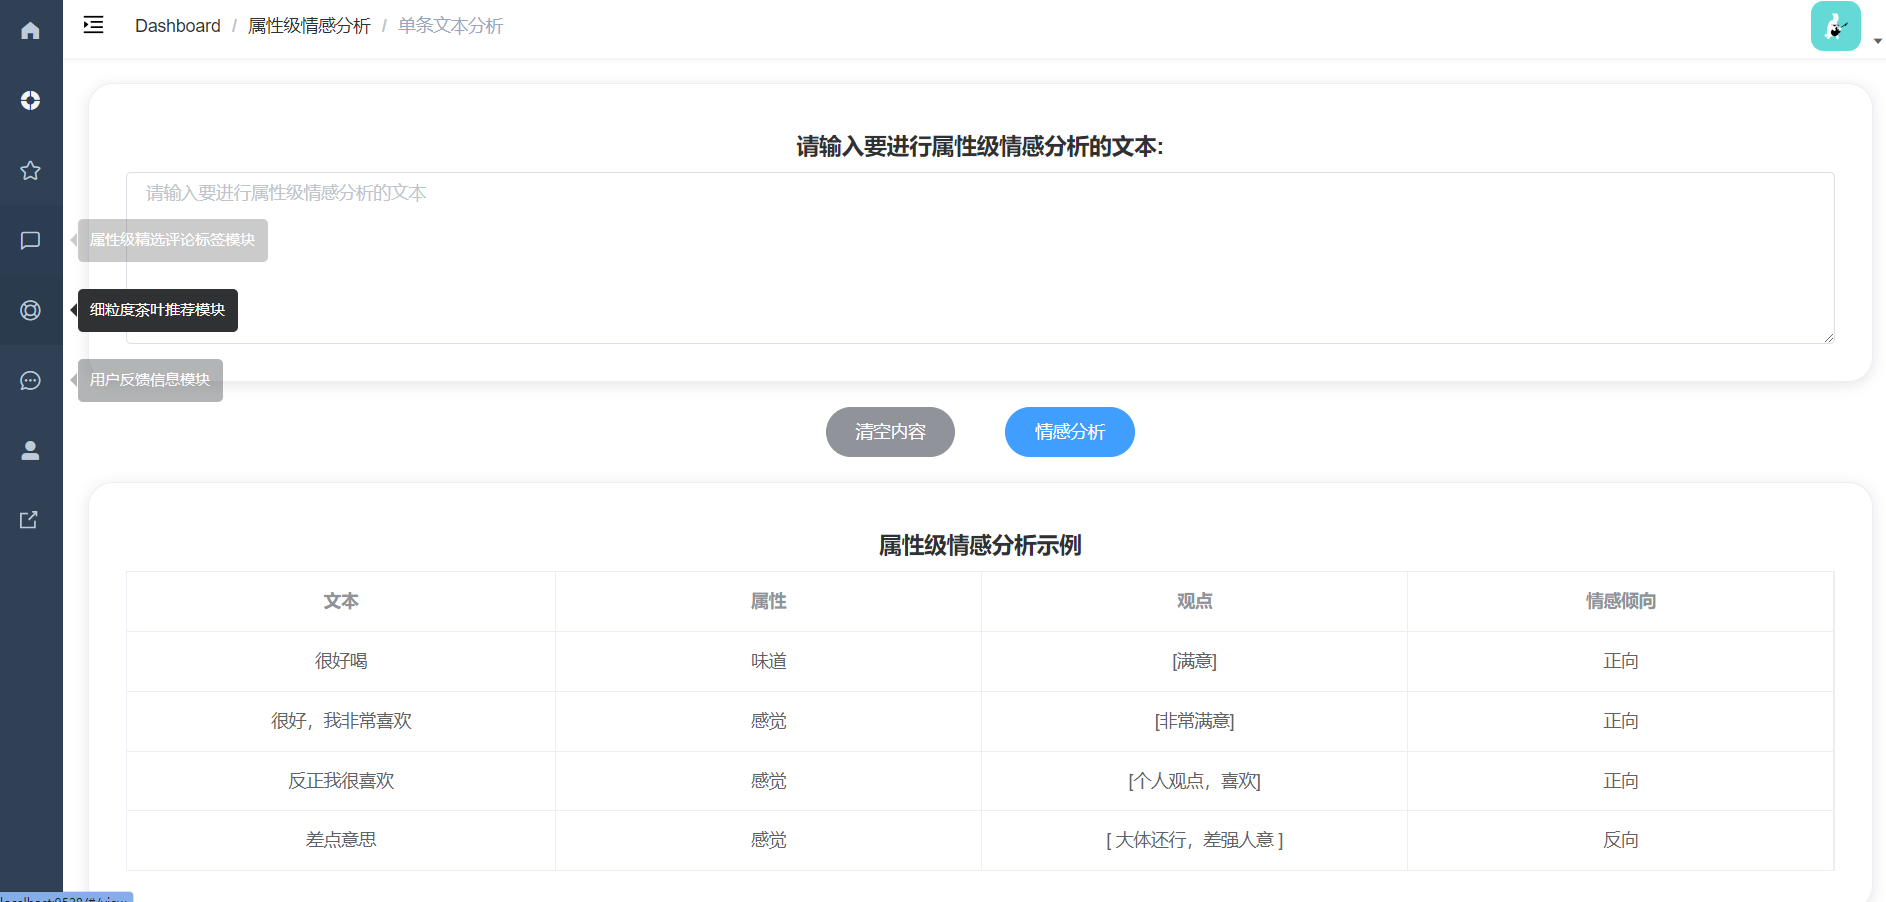 Dashboard / 属性级情感分析 / 单条文本分析
请输入要进行属性级情感分析的文本:
请输入要进行属性级情感分析的文本
属性级精选评论标签模块
细粒度茶叶推荐模块
用户反馈信息模块
清空内容 情感分析
属性级情感分析示例
文本 属性 观点 情感倾向
很好喝 味道 [满意] 正向
很好，我非常喜欢 感觉 [非常满意] 正向
反正我很喜欢 感觉 [个人观点，喜欢] 正向
差点意思 感觉 [ 大体还行，差强人意 ] 反向
localhost:9528/#/view